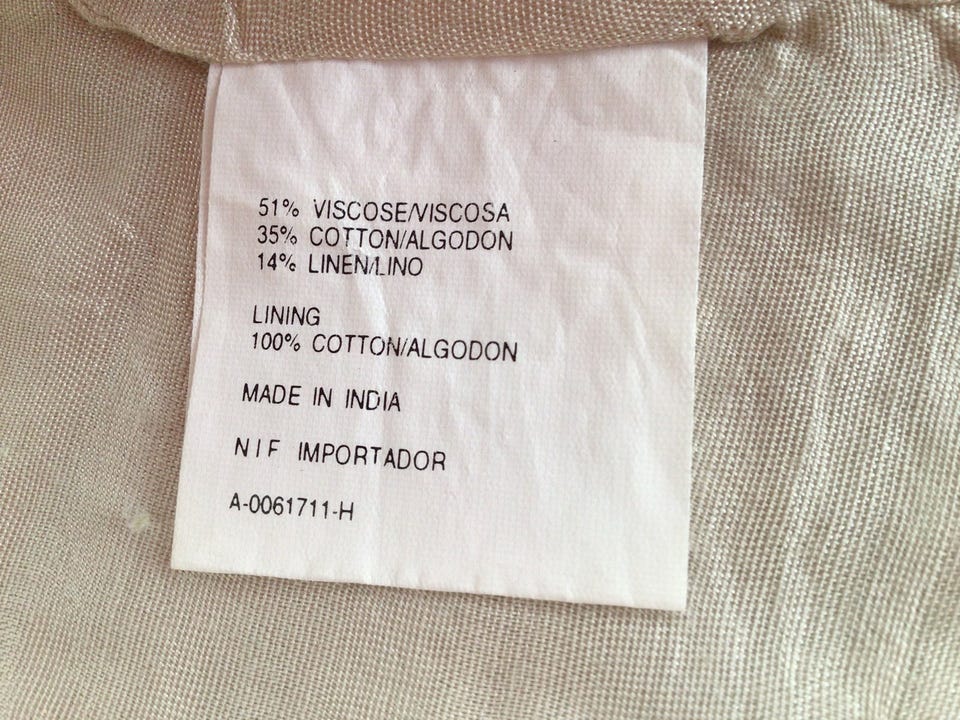 51% VISCOSE/VISCOSA
35% COTTON/ALGODON
14% LINEN/LINO
LINING
100% COTTON/ALGODON
MADE IN INDIA
NIF IMPORTADOR
A-0061711-H